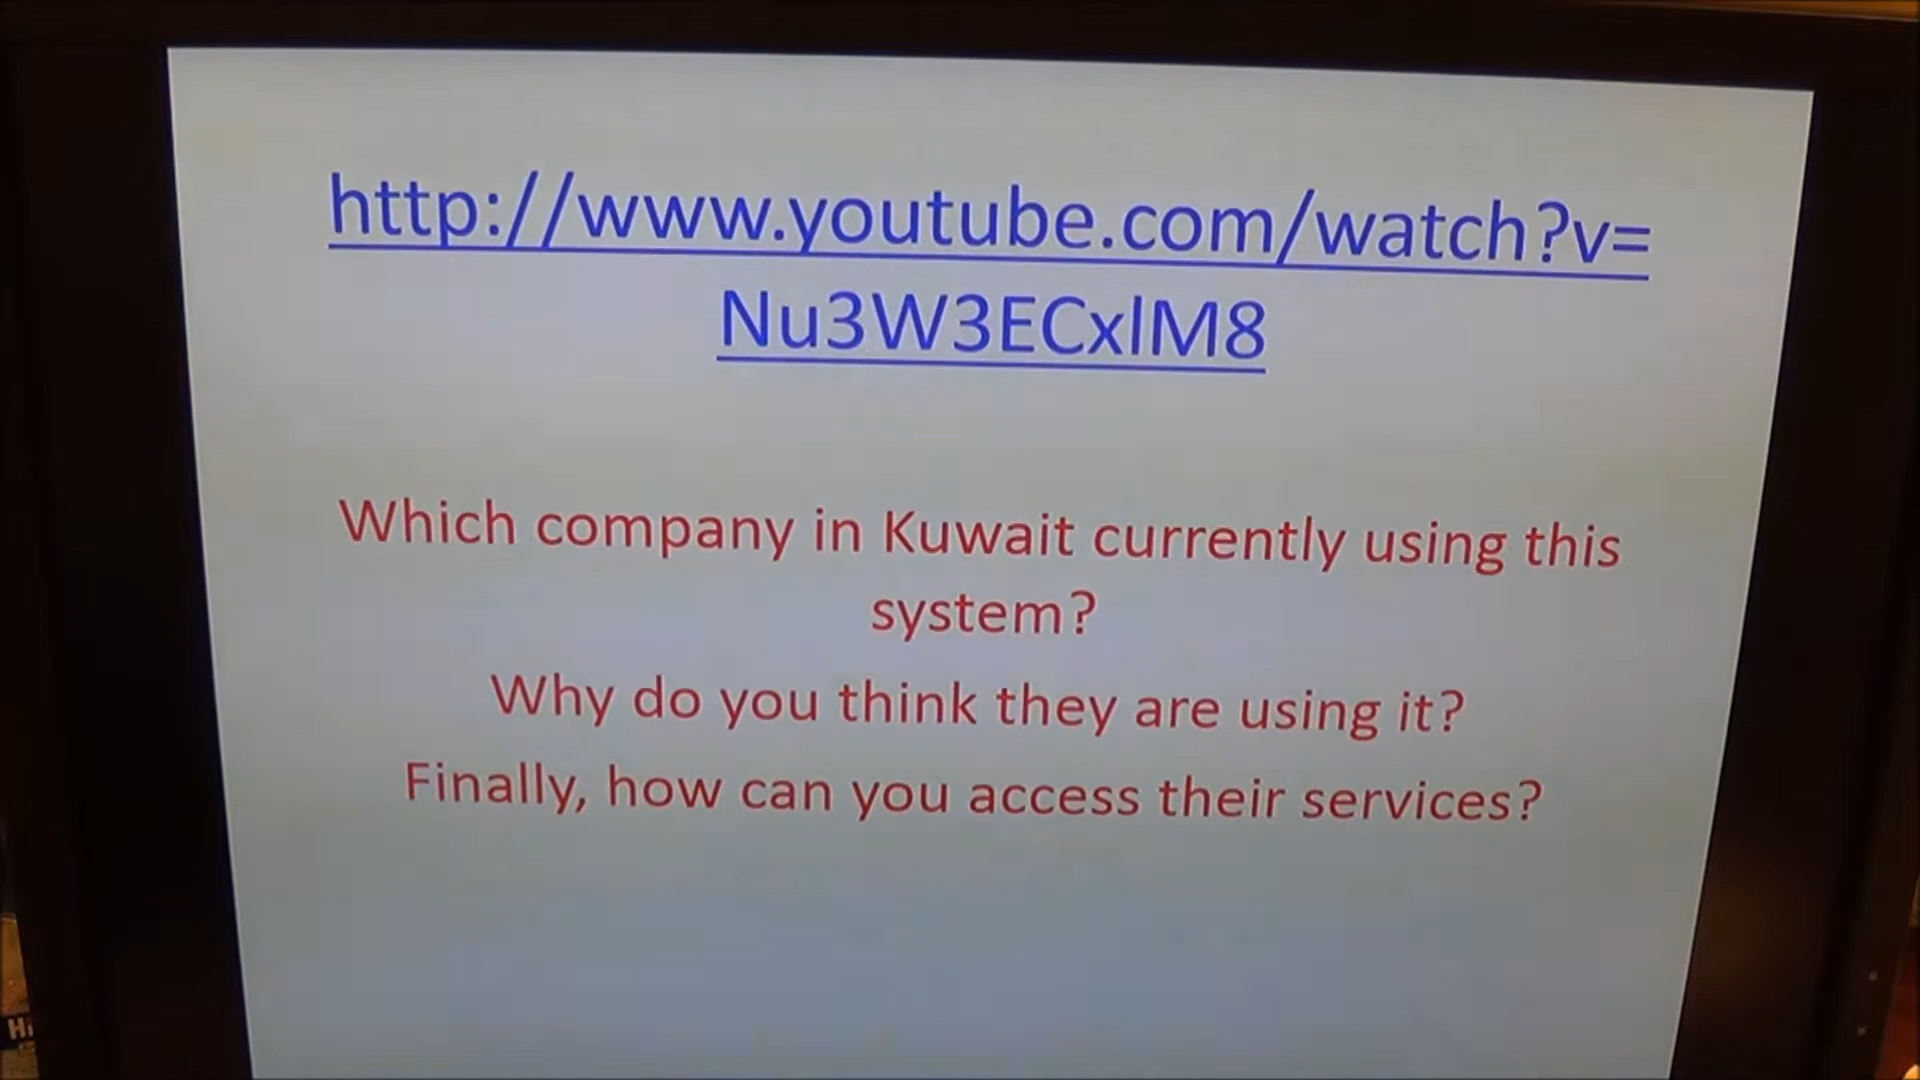 http://www.youtube.com/watch?v=
Nu3W3ECxlM8
Which company in Kuwait currently using this
system?
Why do you think they are using it?
Finally, how can you access their services?